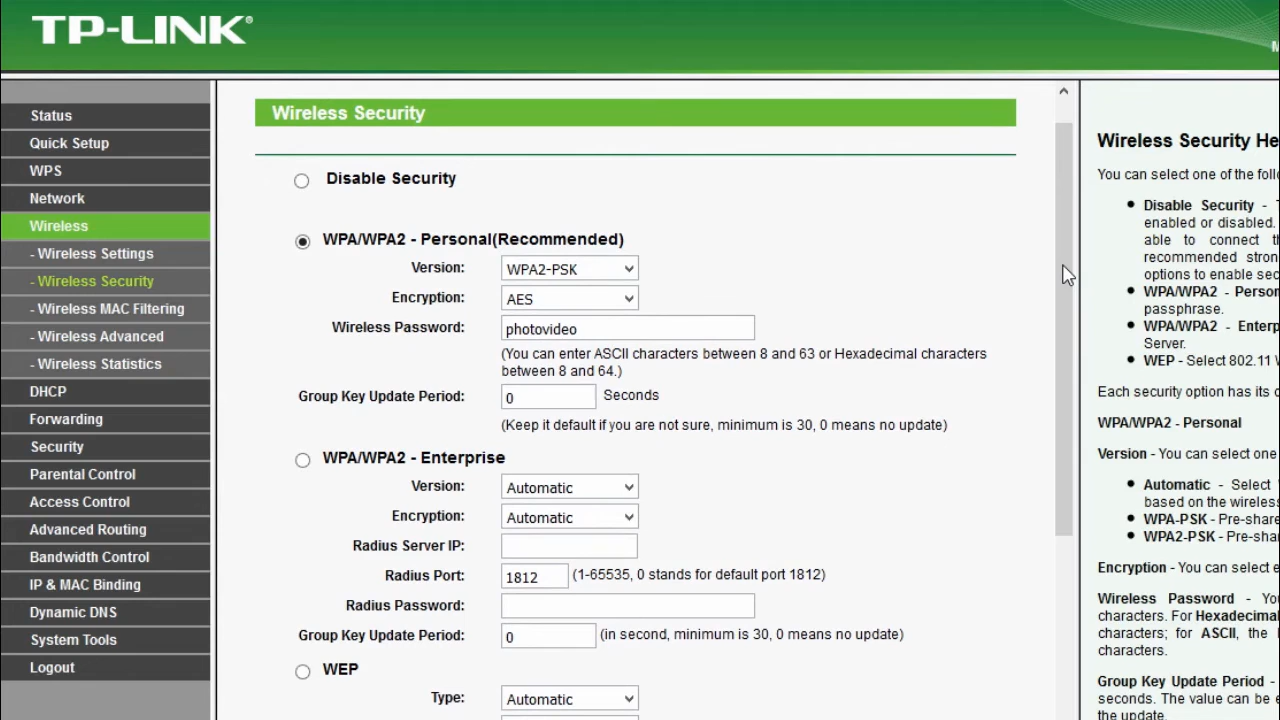 TP-LINK®
Status
Quick Setup
WPS
Network
Wireless
- Wireless Settings
- Wireless Security
- Wireless MAC Filtering
- Wireless Advanced
- Wireless Statistics
DHCP
Forwarding
Security
Parental Control
Access Control
Advanced Routing
Bandwidth Control
IP & MAC Binding
Dynamic DNS
System Tools
Logout
Wireless Security
Disable Security
WPA/WPA2 - Personal(Recommended)
Version: WPA2-PSK
Encryption: AES
Wireless Password: photovideo
(You can enter ASCII characters between 8 and 63 or Hexadecimal characters
between 8 and 64.)
Group Key Update Period: 0 Seconds
(Keep it default if you are not sure, minimum is 30, 0 means no update)
WPA/WPA2 - Enterprise
Version: Automatic
Encryption: Automatic
Radius Server IP:
Radius Port: 1812 (1-65535, 0 stands for default port 1812)
Radius Password:
Group Key Update Period: 0 (in second, minimum is 30, 0 means no update)
WEP
Type: Automatic
Wireless Security He
You can select one of the follo
Disable Security -
enabled or disabled.
able to connect
recommended stron
options to enable sec
WPA/WPA2 - Person
passphrase.
WPA/WPA2 - Enterp
Server.
WEP - Select 802.11
Each security option has its o
WPA/WPA2 - Personal
Version - You can select one
Automatic - Select
based on the wireless
WPA-PSK - Pre-share
WPA2-PSK - Pre-shar
Encryption - You can select e
Wireless Password - You
characters. For Hexadecimal
characters; for ASCII, the
characters.
Group Key Update Period -
seconds. The value can be e
the update.